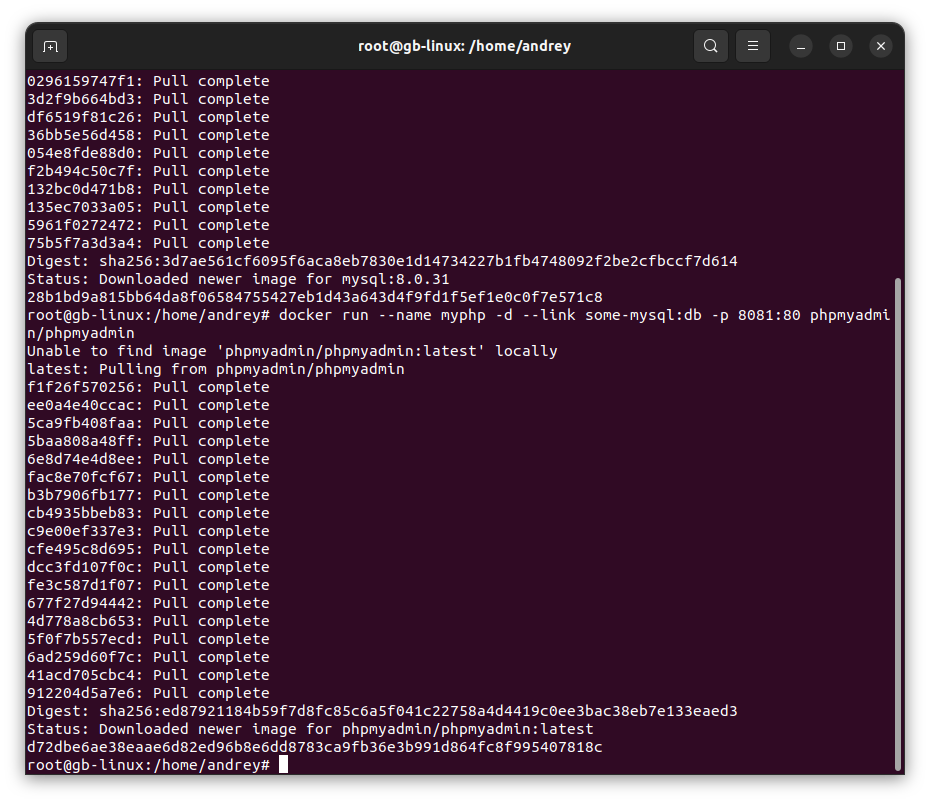 root@gb-linux: /home/andrey
0296159747f1: Pull complete
3d2f9b664bd3: Pull complete
df6519f81c26: Pull complete
36bb5e56d458: Pull complete
054e8fde88d0: Pull complete
f2b494c50c7f: Pull complete
132bc0d471b8: Pull complete
135ec7033a05: Pull complete
5961f0272472: Pull complete
75b5f7a3d3a4: Pull complete
Digest: sha256:3d7ae561cf6095f6aca8eb7830e1d14734227b1fb4748092f2be2cfbccf7d614
Status: Downloaded newer image for mysql:8.0.31
28b1bd9a815bb64da8f06584755427eb1d43a643d4f9fd1f5ef1e0c0f7e571c8
root@gb-linux:/home/andrey# docker run --name myphp -d --link some-mysql:db -p 8081:80 phpmyadmi
n/phpmyadmin
Unable to find image 'phpmyadmin/phpmyadmin:latest' locally
latest: Pulling from phpmyadmin/phpmyadmin
f1f26f570256: Pull complete
ee0a4e40ccac: Pull complete
5ca9fb408faa: Pull complete
5baa808a48ff: Pull complete
6e8d74e4d8ee: Pull complete
fac8e70fcf67: Pull complete
b3b7906fb177: Pull complete
cb4935bbeb83: Pull complete
c9e00ef337e3: Pull complete
cfe495c8d695: Pull complete
dcc3fd107f0c: Pull complete
fe3c587d1f07: Pull complete
677f27d94442: Pull complete
4d778a8cb653: Pull complete
5f0f7b557ecd: Pull complete
6ad259d60f7c: Pull complete
41acd705cbc4: Pull complete
912204d5a7e6: Pull complete
Digest: sha256:ed87921184b59f7d8fc85c6a5f041c22758a4d4419c0ee3bac38eb7e133eaed3
Status: Downloaded newer image for phpmyadmin/phpmyadmin:latest
d72dbe6ae38eaae6d82ed96b8e6dd8783ca9fb36e3b991d864fc8f995407818c
root@gb-linux:/home/andrey#